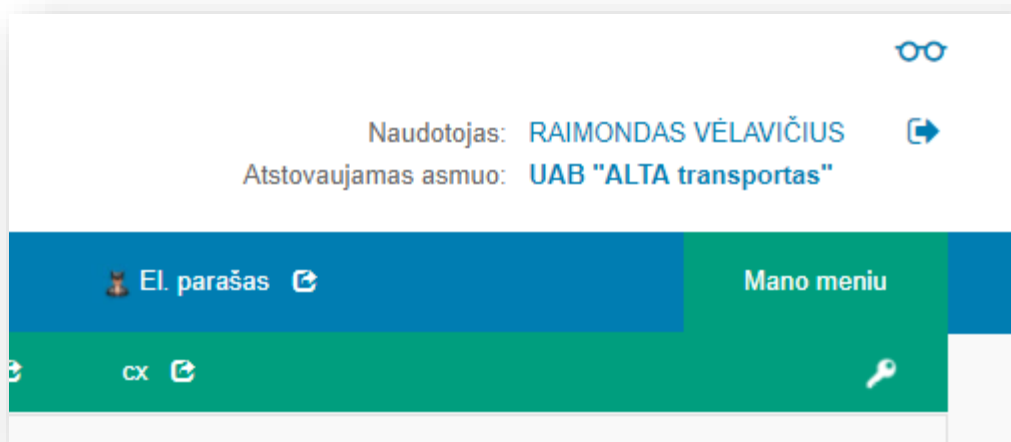 Naudotojas: RAIMONDAS VĖLAVIČIUS
Atstovaujamas asmuo: UAB "ALTA transportas"
El. parašas Mano meniu
cx